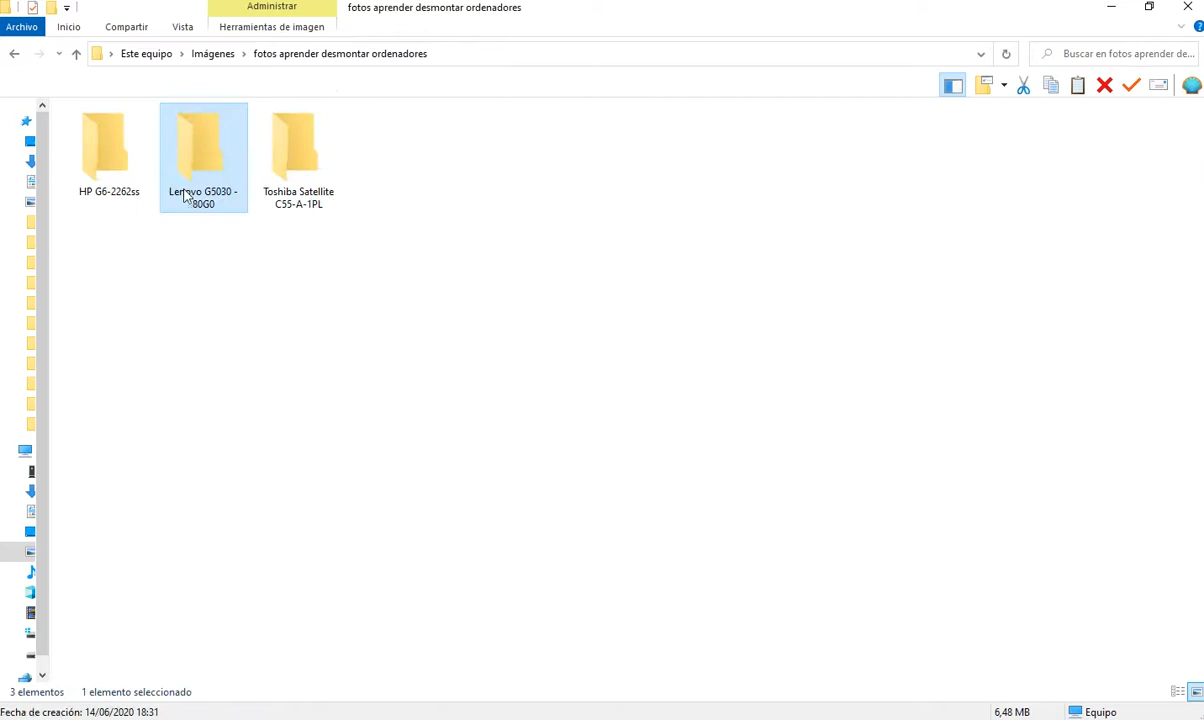 Administrar
fotos aprender desmontar ordenadores
Archivo
Inicio
Compartir
Vista
Herramientas de imagen
Este equipo
Imágenes
fotos aprender desmontar ordenadores
Buscar en fotos aprender de...
HP G6-2262ss
Lenovo G5030 -
80G0
Toshiba Satellite
C55-A-1PL
3 elementos
1 elemento seleccionado
Fecha de creación: 14/06/2020 18:31
6,48 MB
Equipo